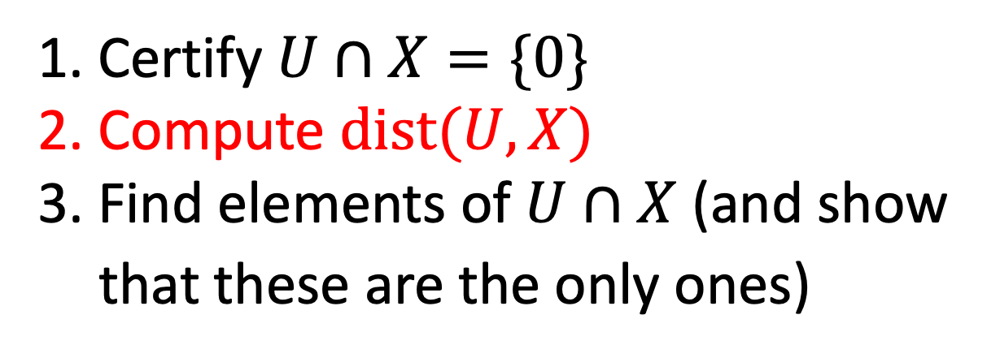 1. Certify 𝑈 ∩ 𝑋 = {0}
2. Compute dist(𝑈, 𝑋)
3. Find elements of 𝑈 ∩ 𝑋 (and show
that these are the only ones)